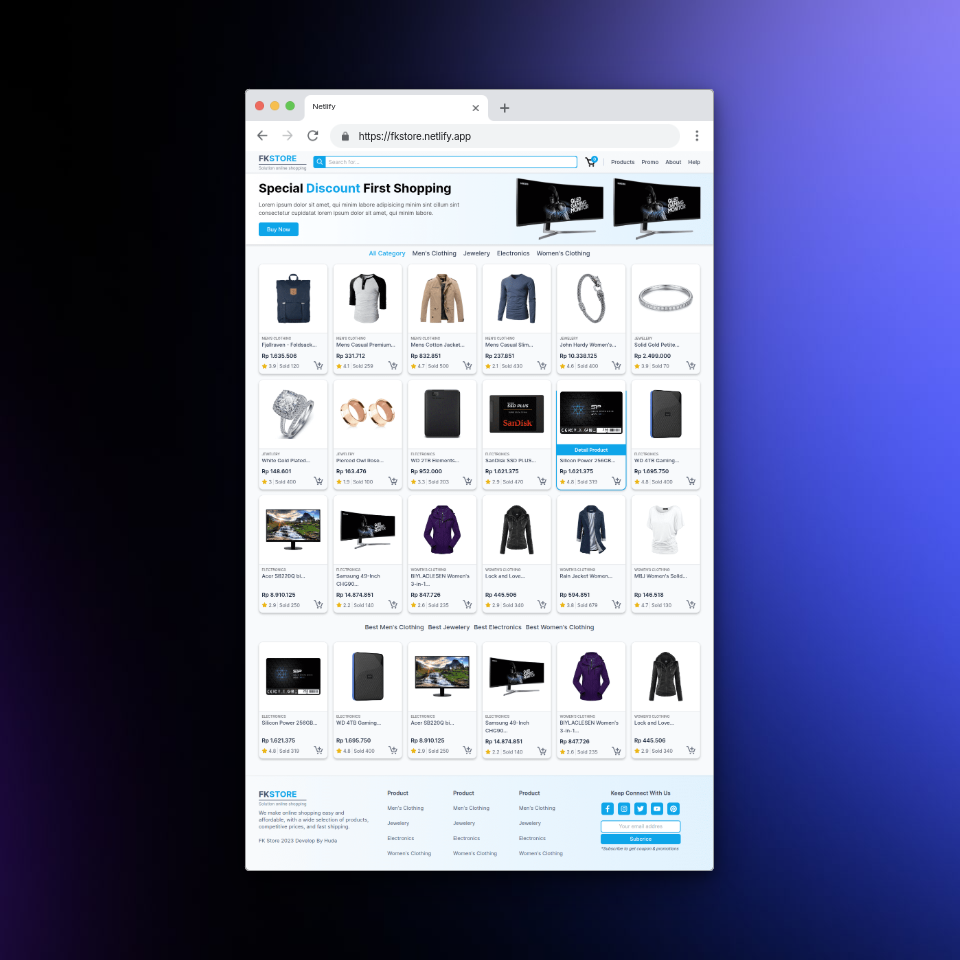 Netlify
https://fkstore.netlify.app
FKSTORE
Solution online shopping
Search for...
Products Promo About Help
Special Discount First Shopping
Lorem ipsum dolor sit amet, qui minim labore adipisicing minim sint cillum sint
consectetur cupidatat lorem ipsum dolor sit amet, qui minim labore.
Buy Now
All Category Men's Clothing Jewelery Electronics Women's Clothing
MEN'S CLOTHING MEN'S CLOTHING MEN'S CLOTHING MEN'S CLOTHING JEWELERY JEWELERY
Fjallraven - Foldsack... Mens Casual Premium... Mens Cotton Jacket... Mens Casual Slim... John Hardy Women's... Solid Gold Petite...
Rp 1.635.506 Rp 331.712 Rp 832.851 Rp 237.851 Rp 10.338.125 Rp 2.499.000
3.9 | Sold 120 4.1 | Sold 259 4.7 | Sold 500 2.1 | Sold 430 4.6 | Sold 400 3.9 | Sold 70
SSD PLUS
SanDisk
SP
Detail Product
JEWELERY JEWELERY ELECTRONICS ELECTRONICS ELECTRONICS
White Gold Plated... Pierced Owl Rose... WD 2TB Elements... SanDisk SSD PLUS... Silicon Power 256GB... WD 4TB Gaming...
Rp 148.601 Rp 163.476 Rp 952.000 Rp 1.621.375 Rp 1.621.375 Rp 1.695.750
3 | Sold 400 1.9 | Sold 100 3.3 | Sold 203 2.9 | Sold 470 4.8 | Sold 319 4.8 | Sold 400
ELECTRONICS ELECTRONICS WOMEN'S CLOTHING WOMEN'S CLOTHING WOMEN'S CLOTHING WOMEN'S CLOTHING
Acer SB220Q bi... Samsung 49-Inch CHG90... BIYLACLESEN Women's 3-in-1... Lock and Love... Rain Jacket Women... MBJ Women's Solid...
Rp 8.910.125 Rp 14.874.851 Rp 847.726 Rp 445.506 Rp 594.851 Rp 146.518
2.9 | Sold 250 2.2 | Sold 140 2.6 | Sold 235 2.9 | Sold 340 3.8 | Sold 679 4.7 | Sold 130
Best Men's Clothing Best Jewelery Best Electronics Best Women's Clothing
SP
ELECTRONICS ELECTRONICS ELECTRONICS ELECTRONICS WOMEN'S CLOTHING WOMEN'S CLOTHING
Silicon Power 256GB... WD 4TB Gaming... Acer SB220Q bi... Samsung 49-Inch CHG90... BIYLACLESEN Women's 3-in-1... Lock and Love...
Rp 1.621.375 Rp 1.695.750 Rp 8.910.125 Rp 14.874.851 Rp 847.726 Rp 445.506
4.8 | Sold 319 4.8 | Sold 400 2.9 | Sold 250 2.2 | Sold 140 2.6 | Sold 235 2.9 | Sold 340
FKSTORE
Solution online shopping
We make online shopping easy and
affordable, with a wide selection of products,
competitive prices, and fast shipping.
FK Store 2023 Develop By Huda
Product
Men's Clothing
Jewelery
Electronics
Women's Clothing
Product
Men's Clothing
Jewelery
Electronics
Women's Clothing
Product
Men's Clothing
Jewelery
Electronics
Women's Clothing
Keep Connect With Us
Your email address
Subscribe
*Subscribe to get coupon & promotions